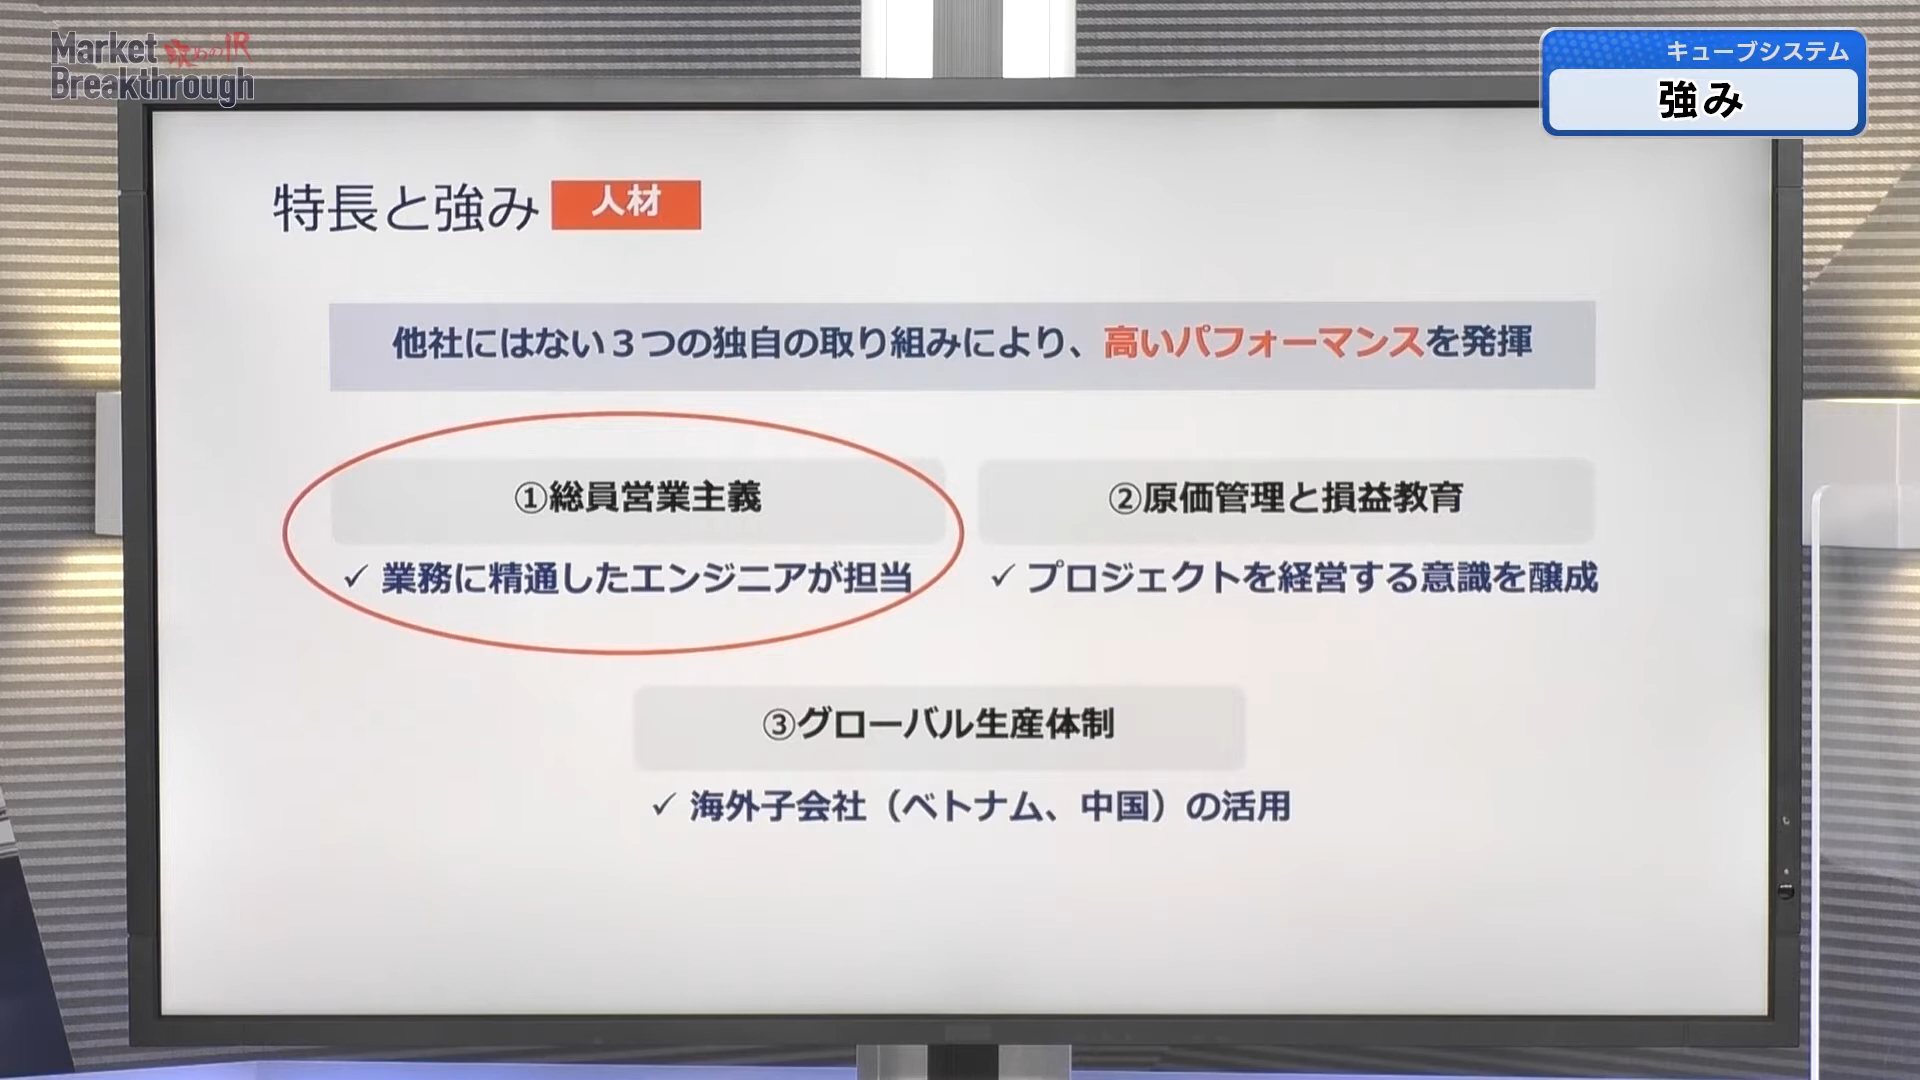 Market 攻めのIR
Breakthrough
キューブシステム
強み
特長と強み 人材
他社にはない３つの独自の取り組みにより、高いパフォーマンスを発揮
①総員営業主義
✓ 業務に精通したエンジニアが担当
②原価管理と損益教育
✓ プロジェクトを経営する意識を醸成
③グローバル生産体制
✓ 海外子会社（ベトナム、中国）の活用